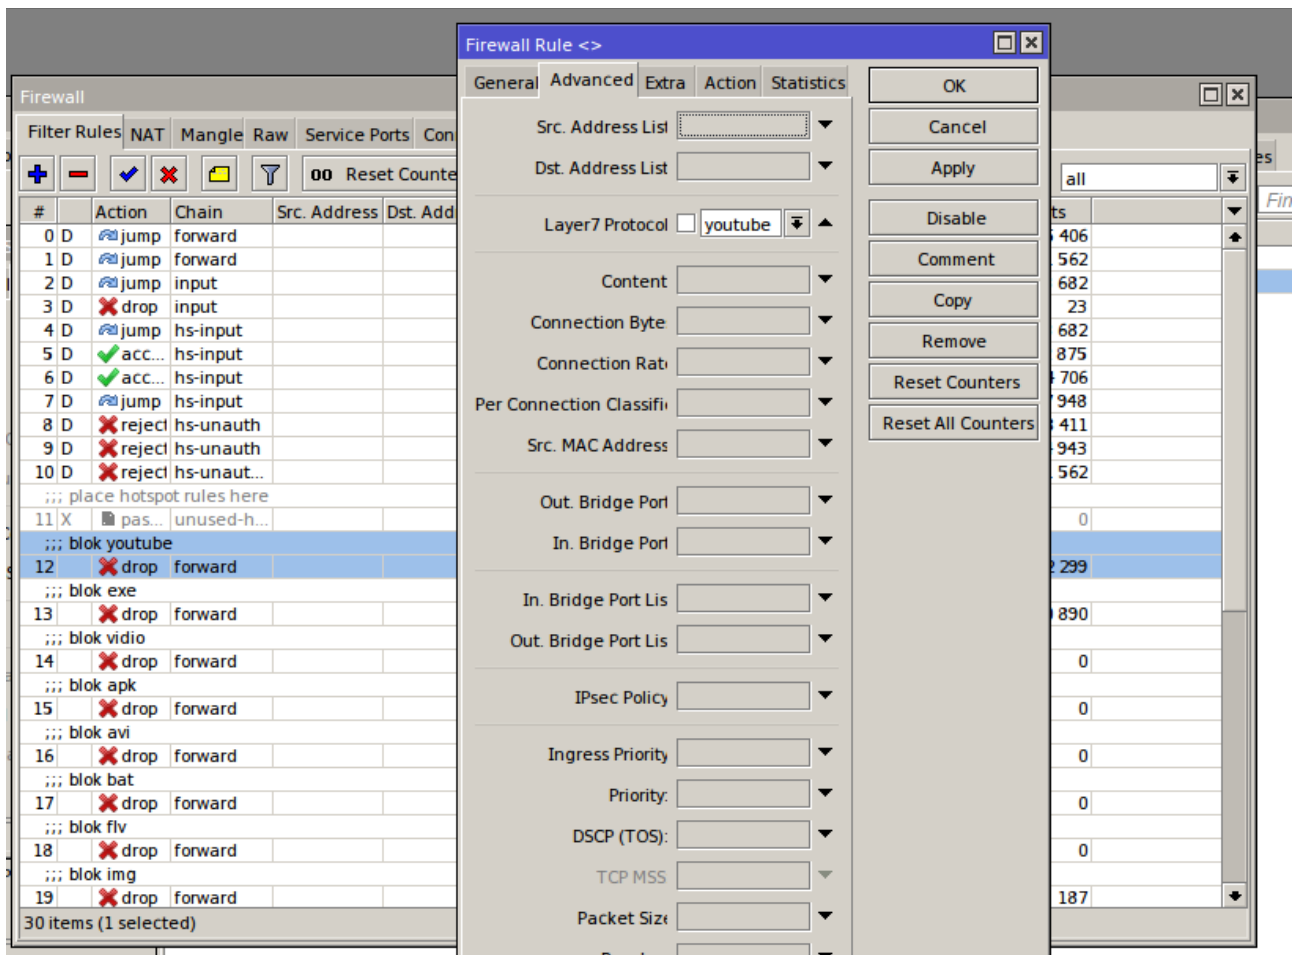 Firewall Rule <>
General Advanced Extra Action Statistics
OK
Cancel
Apply
Disable
Comment
Copy
Remove
Reset Counters
Reset All Counters
Src. Address List
Dst. Address List
Layer7 Protocol youtube
Content
Connection Byte
Connection Rat
Per Connection Classifi
Src. MAC Address
Out. Bridge Port
In. Bridge Port
In. Bridge Port Lis
Out. Bridge Port Lis
IPsec Policy
Ingress Priority
Priority:
DSCP (TOS):
TCP MSS
Packet Size
Firewall
Filter Rules NAT Mangle Raw Service Ports Con
00 Reset Counte all
# Action Chain Src. Address Dst. Add ts
0 D jump forward 406
1 D jump forward 562
2 D jump input 682
3 D drop input 23
4 D jump hs-input 682
5 D acc... hs-input 875
6 D acc... hs-input 706
7 D jump hs-input 948
8 D reject hs-unauth 411
9 D reject hs-unauth 943
10 D reject hs-unaut... 562
;;; place hotspot rules here
11 X pas... unused-h... 0
;;; blok youtube
12 drop forward 2 299
;;; blok exe
13 drop forward 890
;;; blok vidio
14 drop forward 0
;;; blok apk
15 drop forward 0
;;; blok avi
16 drop forward 0
;;; blok bat
17 drop forward 0
;;; blok flv
18 drop forward 0
;;; blok img
19 drop forward 187
30 items (1 selected)
es
Fin